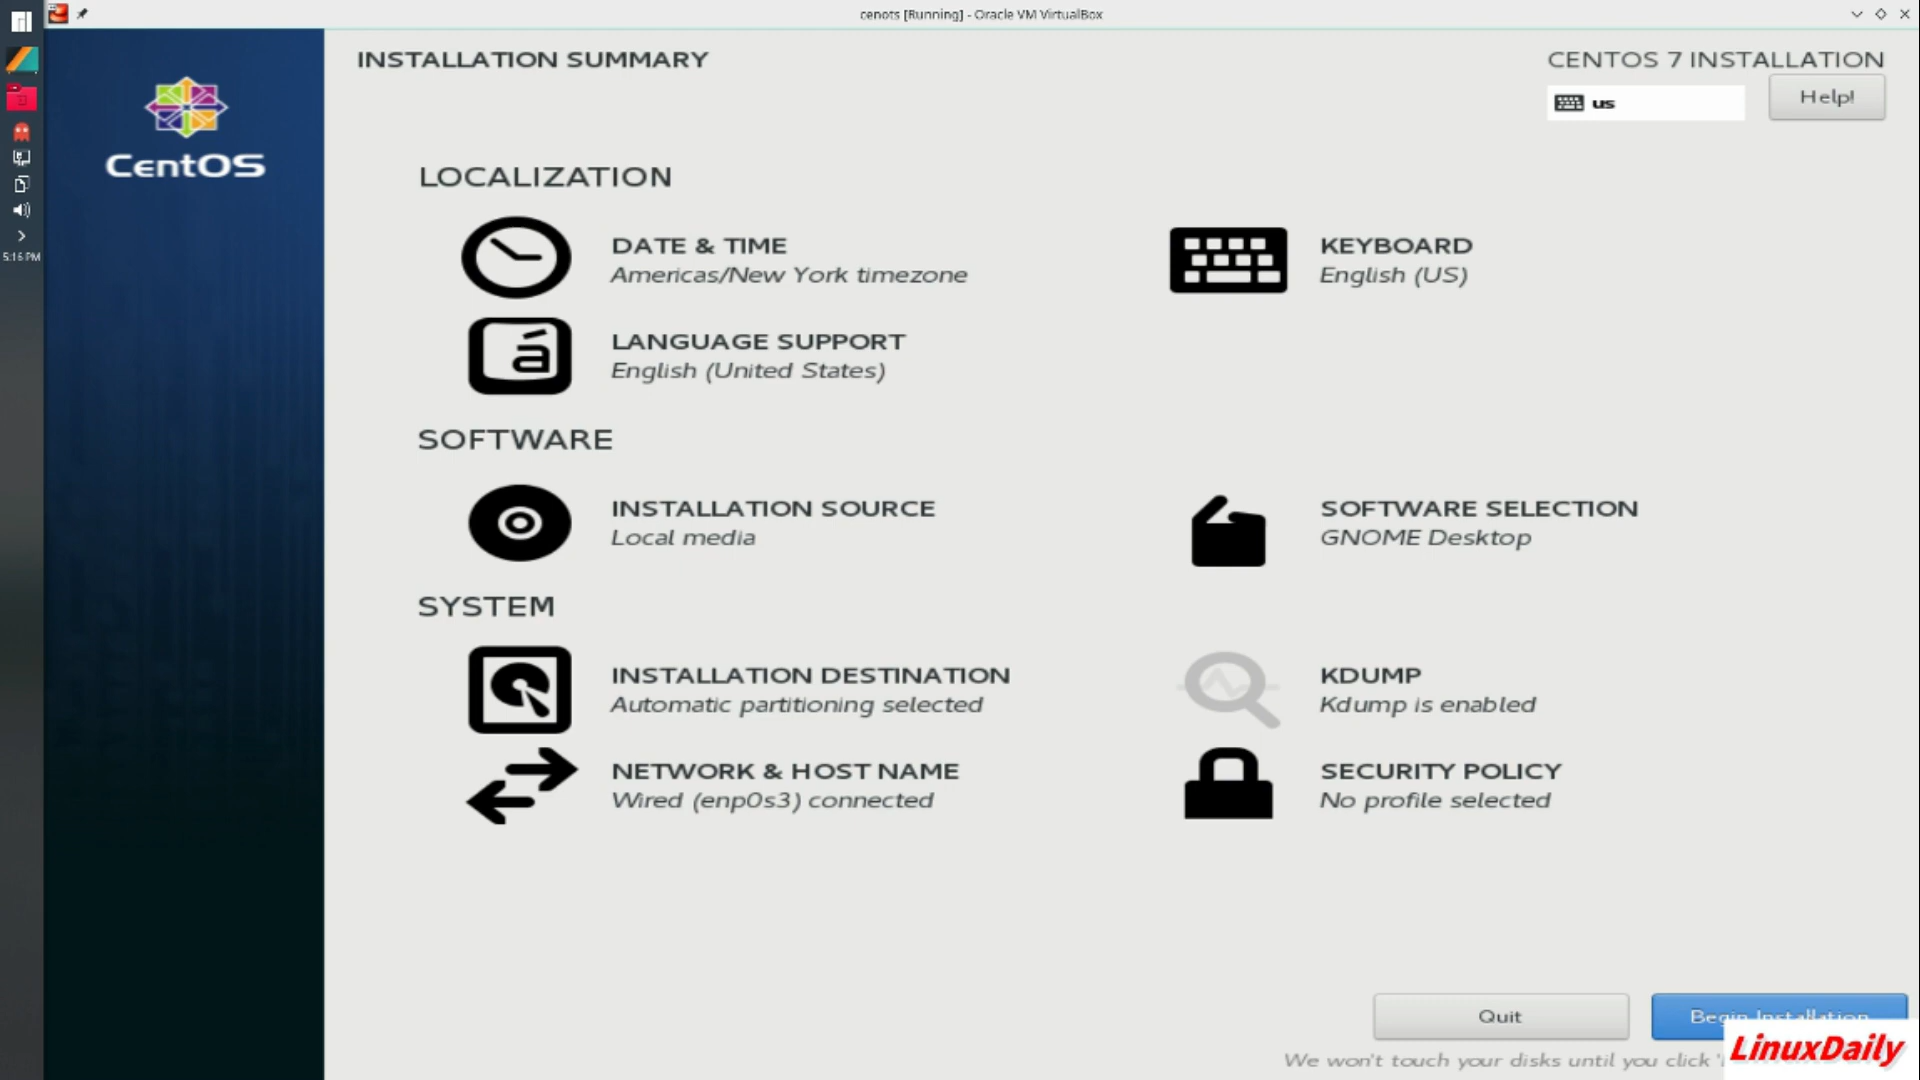 cenots [Running] - Oracle VM VirtualBox
INSTALLATION SUMMARY
CENTOS 7 INSTALLATION
us
Help!
CentOS
5:16 PM
LOCALIZATION
DATE & TIME
Americas/New York timezone
KEYBOARD
English (US)
á
LANGUAGE SUPPORT
English (United States)
SOFTWARE
INSTALLATION SOURCE
Local media
SOFTWARE SELECTION
GNOME Desktop
SYSTEM
INSTALLATION DESTINATION
Automatic partitioning selected
KDUMP
Kdump is enabled
NETWORK & HOST NAME
Wired (enp0s3) connected
SECURITY POLICY
No profile selected
Quit
Begin Installation
We won't touch your disks until you click '
LinuxDaily